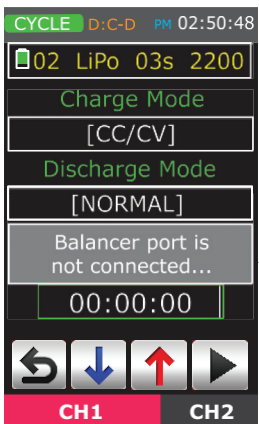 CYCLE D:C-D PM 02:50:48
02 LiPo 03s 2200
Charge Mode
[CC/CV]
Discharge Mode
[NORMAL]
Balancer port is
not connected...
00:00:00
CH1 CH2